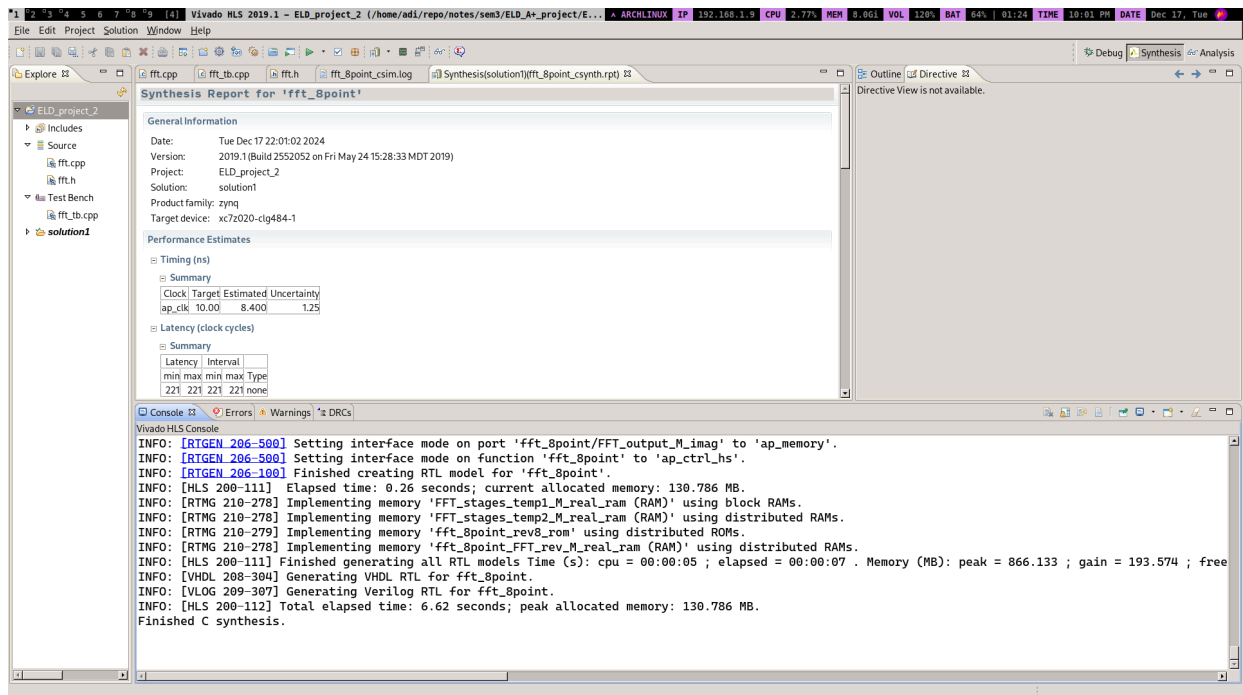 1 2 3 4 5 6 7 8 9 [4] Vivado HLS 2019.1 – ELD_project_2 (/home/adi/repo/notes/sem3/ELD_A+_project/E... ARCHLINUX IP 192.168.1.9 CPU 2.77% MEM 8.0Gi VOL 120% BAT 64% | 01:24 TIME 10:01 PM DATE Dec 17, Tue
File Edit Project Solution Window Help
Debug Synthesis Analysis
Explore
fft.cpp fft_tb.cpp fft.h fft_8point_csim.log Synthesis(solution1)(fft_8point_csynth.rpt)
Outline Directive
ELD_project_2
Includes
Source
fft.cpp
fft.h
Test Bench
fft_tb.cpp
solution1
Synthesis Report for 'fft_8point'
General Information
Date: Tue Dec 17 22:01:02 2024
Version: 2019.1 (Build 2552052 on Fri May 24 15:28:33 MDT 2019)
Project: ELD_project_2
Solution: solution1
Product family: zynq
Target device: xc7z020-clg484-1
Performance Estimates
Timing (ns)
Summary
Clock Target Estimated Uncertainty
ap_clk 10.00 8.400 1.25
Latency (clock cycles)
Summary
Latency Interval
min max min max Type
221 221 221 221 none
Directive View is not available.
Console Errors Warnings DRCs
Vivado HLS Console
INFO: [RTGEN 206-500] Setting interface mode on port 'fft_8point/FFT_output_M_imag' to 'ap_memory'.
INFO: [RTGEN 206-500] Setting interface mode on function 'fft_8point' to 'ap_ctrl_hs'.
INFO: [RTGEN 206-100] Finished creating RTL model for 'fft_8point'.
INFO: [HLS 200-111]  Elapsed time: 0.26 seconds; current allocated memory: 130.786 MB.
INFO: [RTMG 210-278] Implementing memory 'FFT_stages_temp1_M_real_ram (RAM)' using block RAMs.
INFO: [RTMG 210-278] Implementing memory 'FFT_stages_temp2_M_real_ram (RAM)' using distributed RAMs.
INFO: [RTMG 210-279] Implementing memory 'fft_8point_rev8_rom' using distributed ROMs.
INFO: [RTMG 210-278] Implementing memory 'fft_8point_FFT_rev_M_real_ram (RAM)' using distributed RAMs.
INFO: [HLS 200-111] Finished generating all RTL models Time (s): cpu = 00:00:05 ; elapsed = 00:00:07 . Memory (MB): peak = 866.133 ; gain = 193.574 ; free
INFO: [VHDL 208-304] Generating VHDL RTL for fft_8point.
INFO: [VLOG 209-307] Generating Verilog RTL for fft_8point.
INFO: [HLS 200-112] Total elapsed time: 6.62 seconds; peak allocated memory: 130.786 MB.
Finished C synthesis.